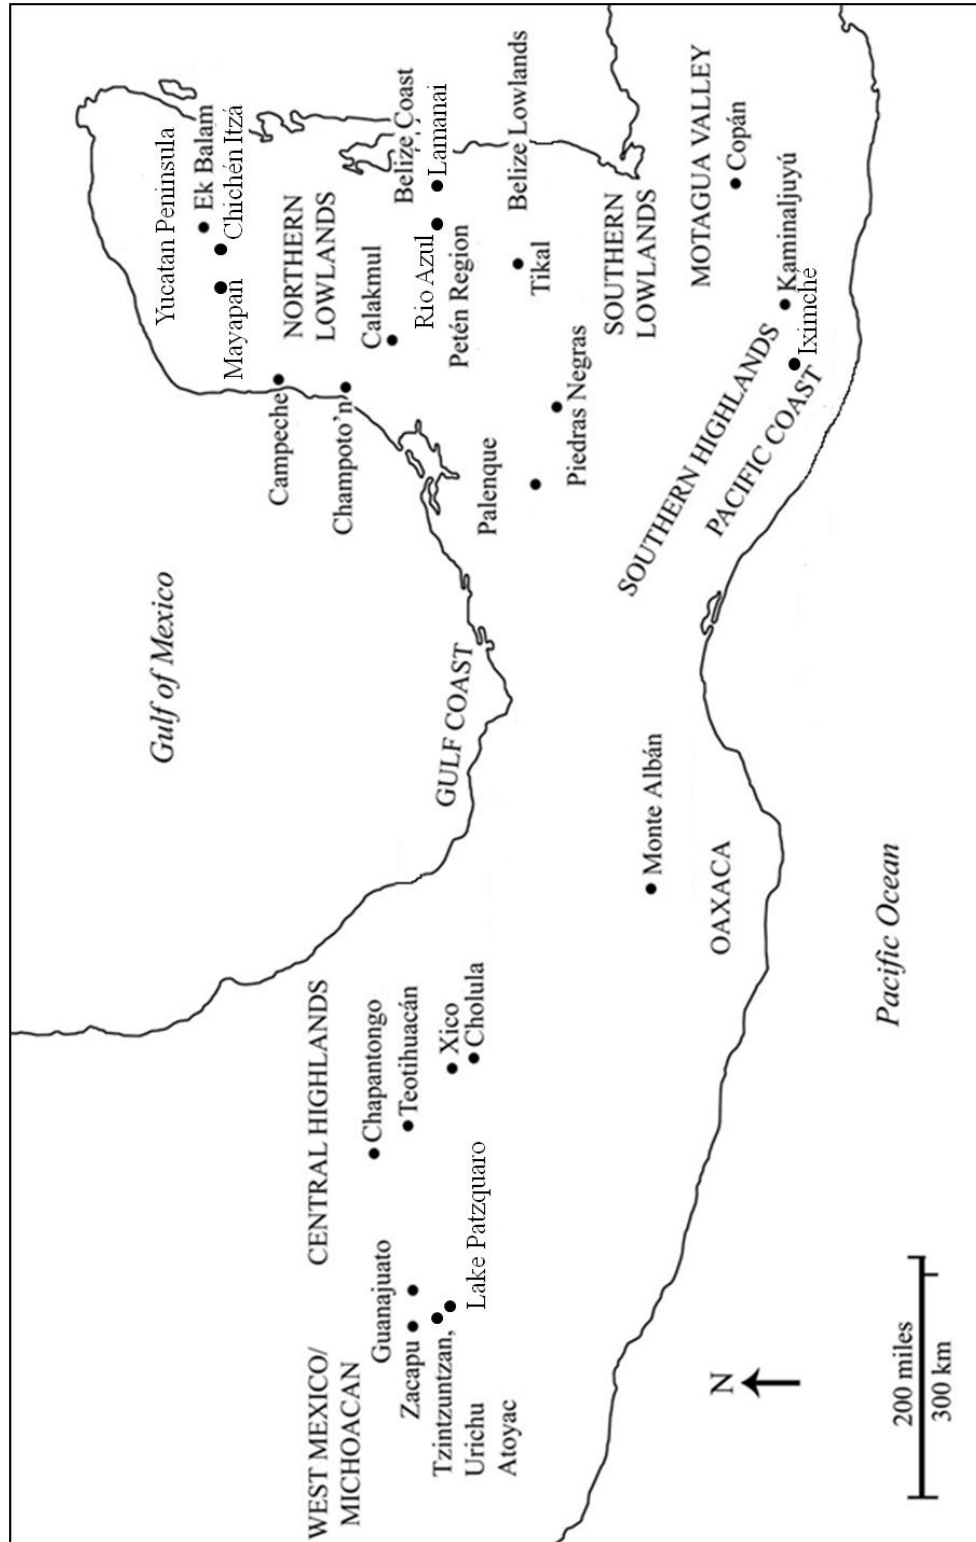 WEST MEXICO/
MICHOACAN
CENTRAL HIGHLANDS
Guanajuato
Zacapu
Tzintzuntzan,
Urichu
Atoyac
Lake Patzquaro
Chapantongo
Teotihuacán
Xico
Cholula
Gulf of Mexico
GULF COAST
Monte Albán
OAXACA
Pacific Ocean
Yucatan Peninsula
Ek Balam
Chichén Itzá
Mayapan
Campeche
Champoto'n
NORTHERN
LOWLANDS
Calakmul
Belize Coast
Lamanai
Rio Azul
Petén Region
Belize Lowlands
Tikal
Palenque
Piedras Negras
SOUTHERN
LOWLANDS
MOTAGUA VALLEY
Copán
Kaminaljuyú
Iximché
SOUTHERN HIGHLANDS
PACIFIC COAST
N
200 miles
300 km